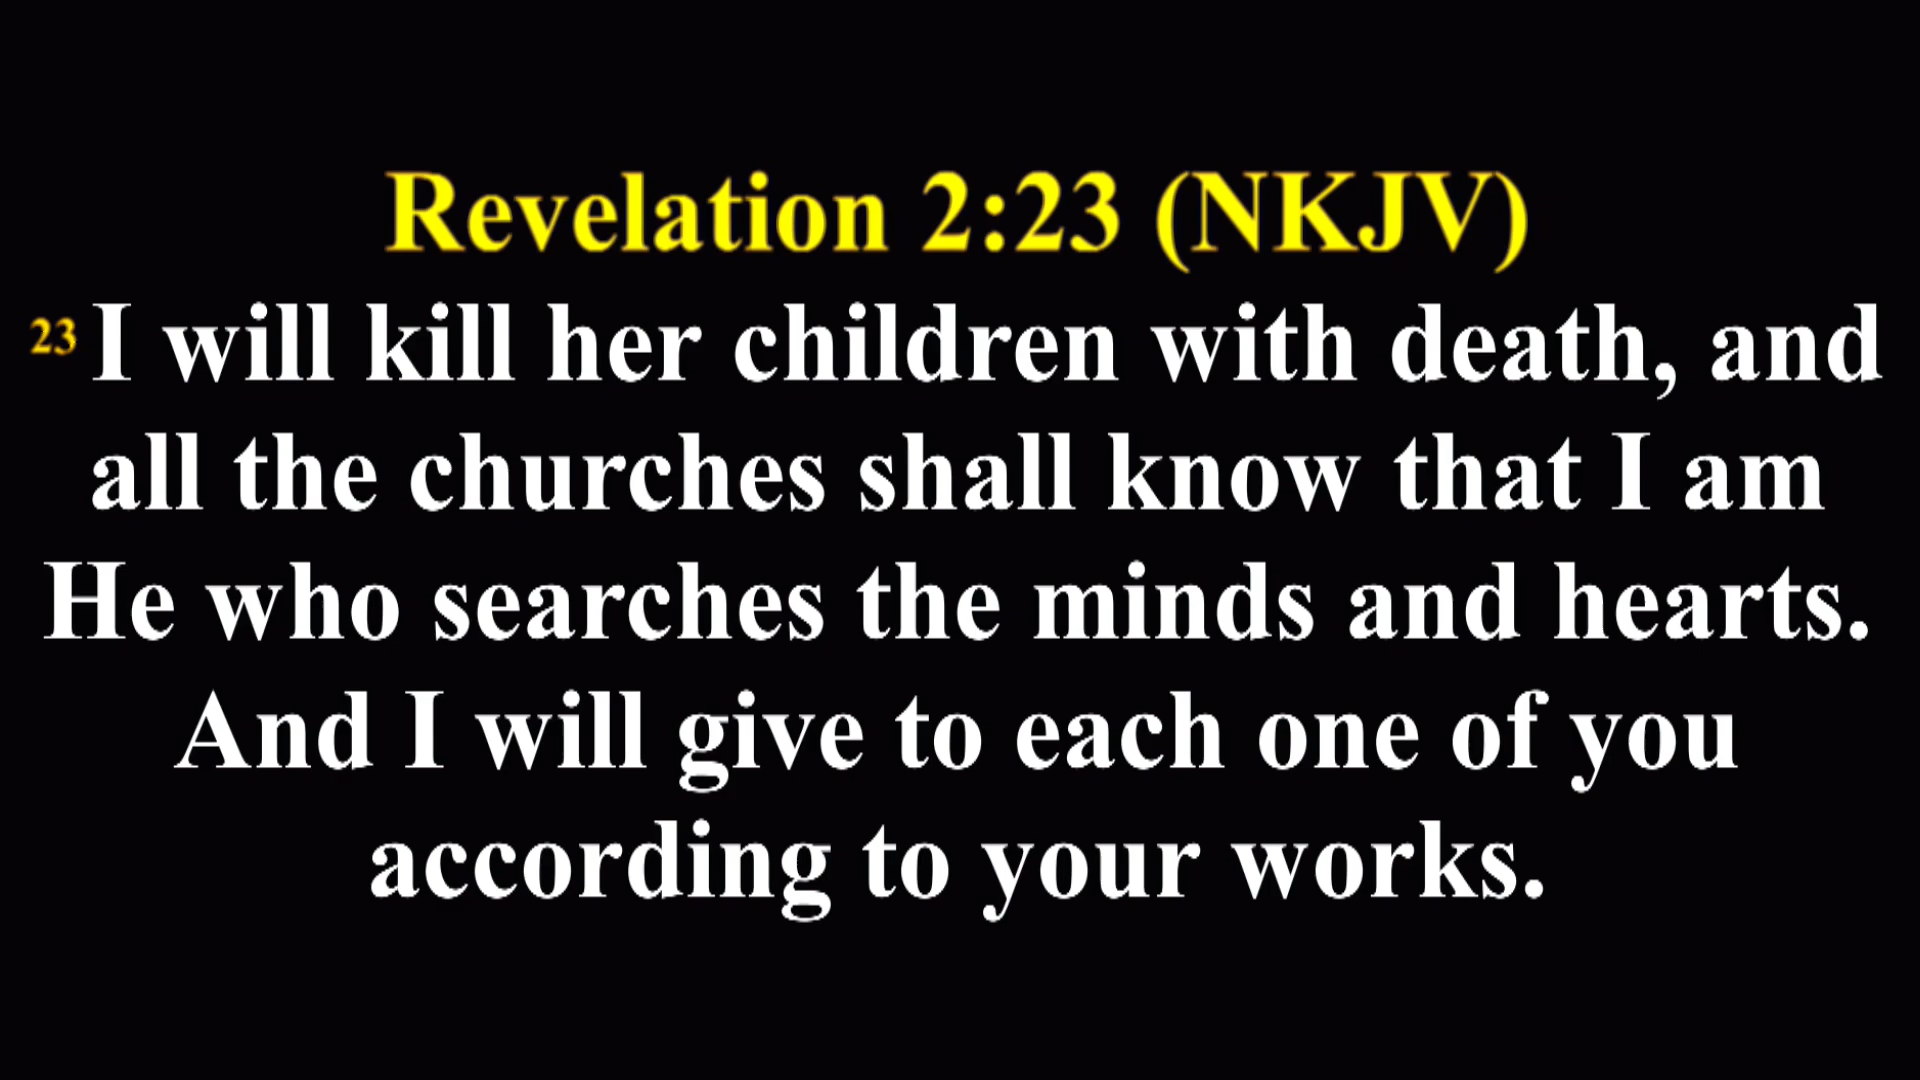 Revelation 2:23 (NKJV)
23 I will kill her children with death, and
all the churches shall know that I am
He who searches the minds and hearts.
And I will give to each one of you
according to your works.